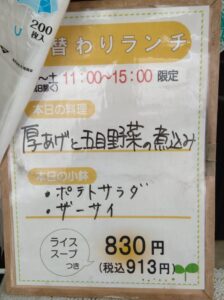 200
枚入
替わりランチ
〜土 11:00〜15:00 限定
本日の料理
厚あげと五目野菜の煮込み
本日の小鉢
・ポテトサラダ
・ザーサイ
ライス
スープ
つき
830円
(税込913円)